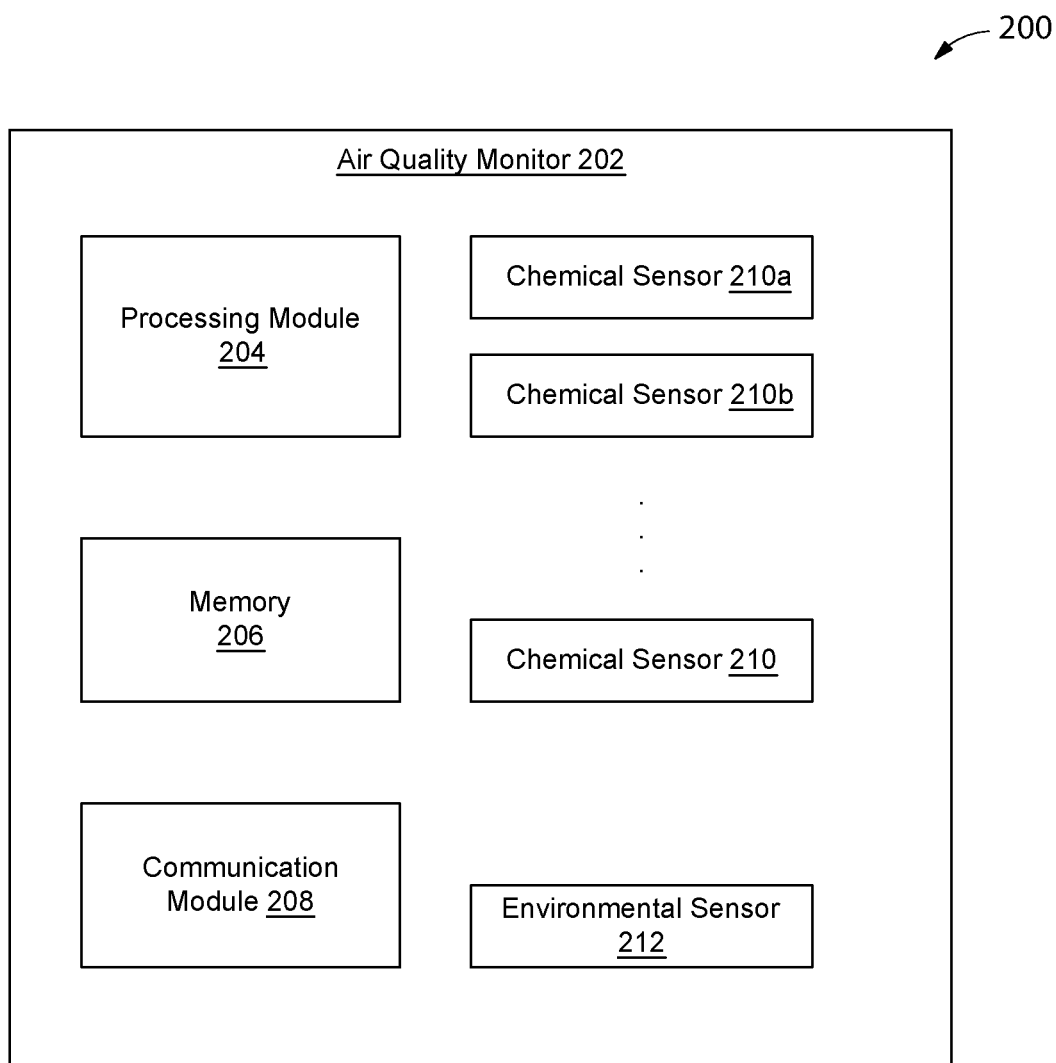 200
Air Quality Monitor 202
Processing Module
204
Chemical Sensor 210a
Chemical Sensor 210b
.
.
.
Memory
206
Chemical Sensor 210
Communication
Module 208
Environmental Sensor
212